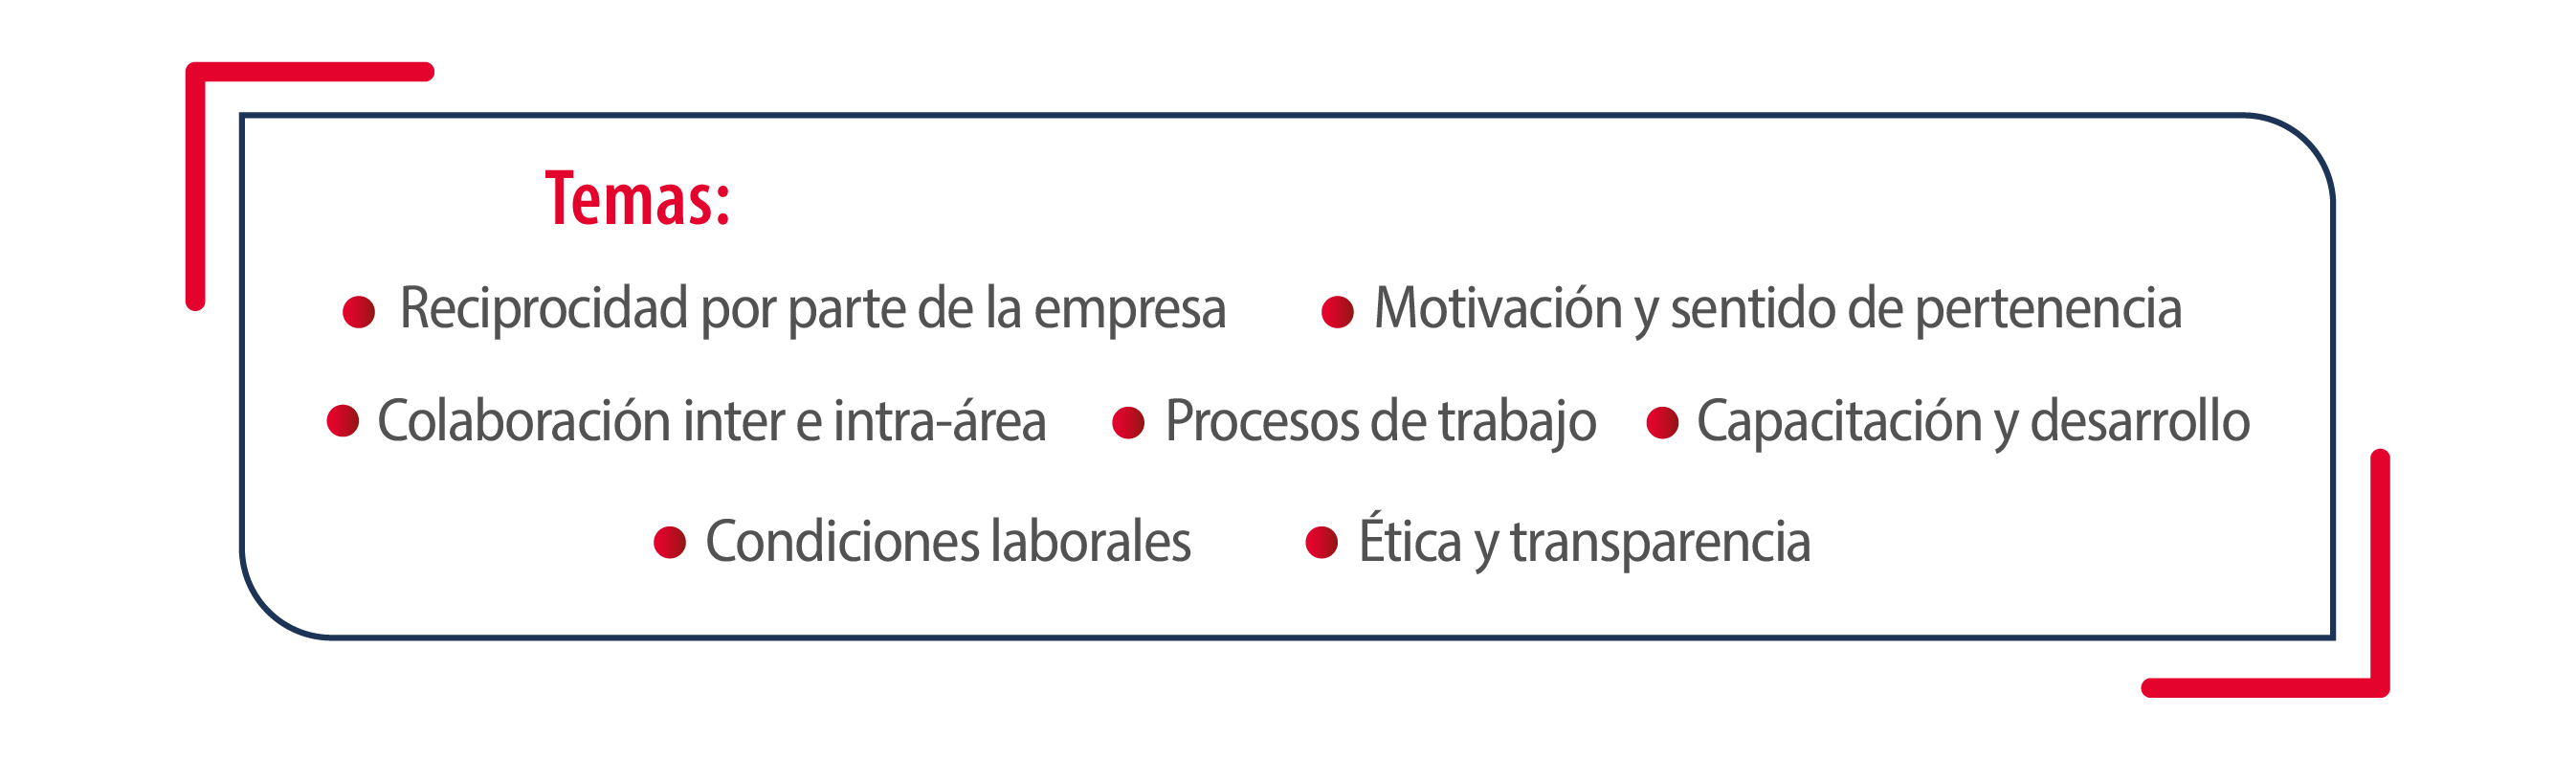 Temas:
Reciprocidad por parte de la empresa
Motivación y sentido de pertenencia
Colaboración inter e intra-área
Procesos de trabajo
Capacitación y desarrollo
Condiciones laborales
Ética y transparencia